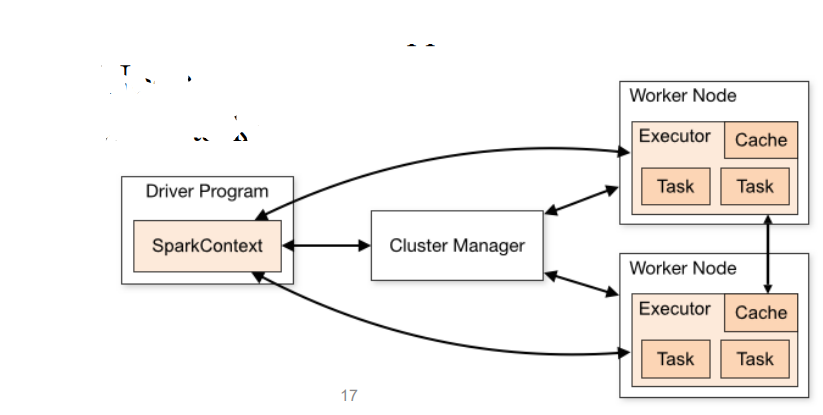 Worker Node
Executor
Cache
Task Task
Driver Program
SparkContext
Cluster Manager
Worker Node
Executor
Cache
Task Task
17